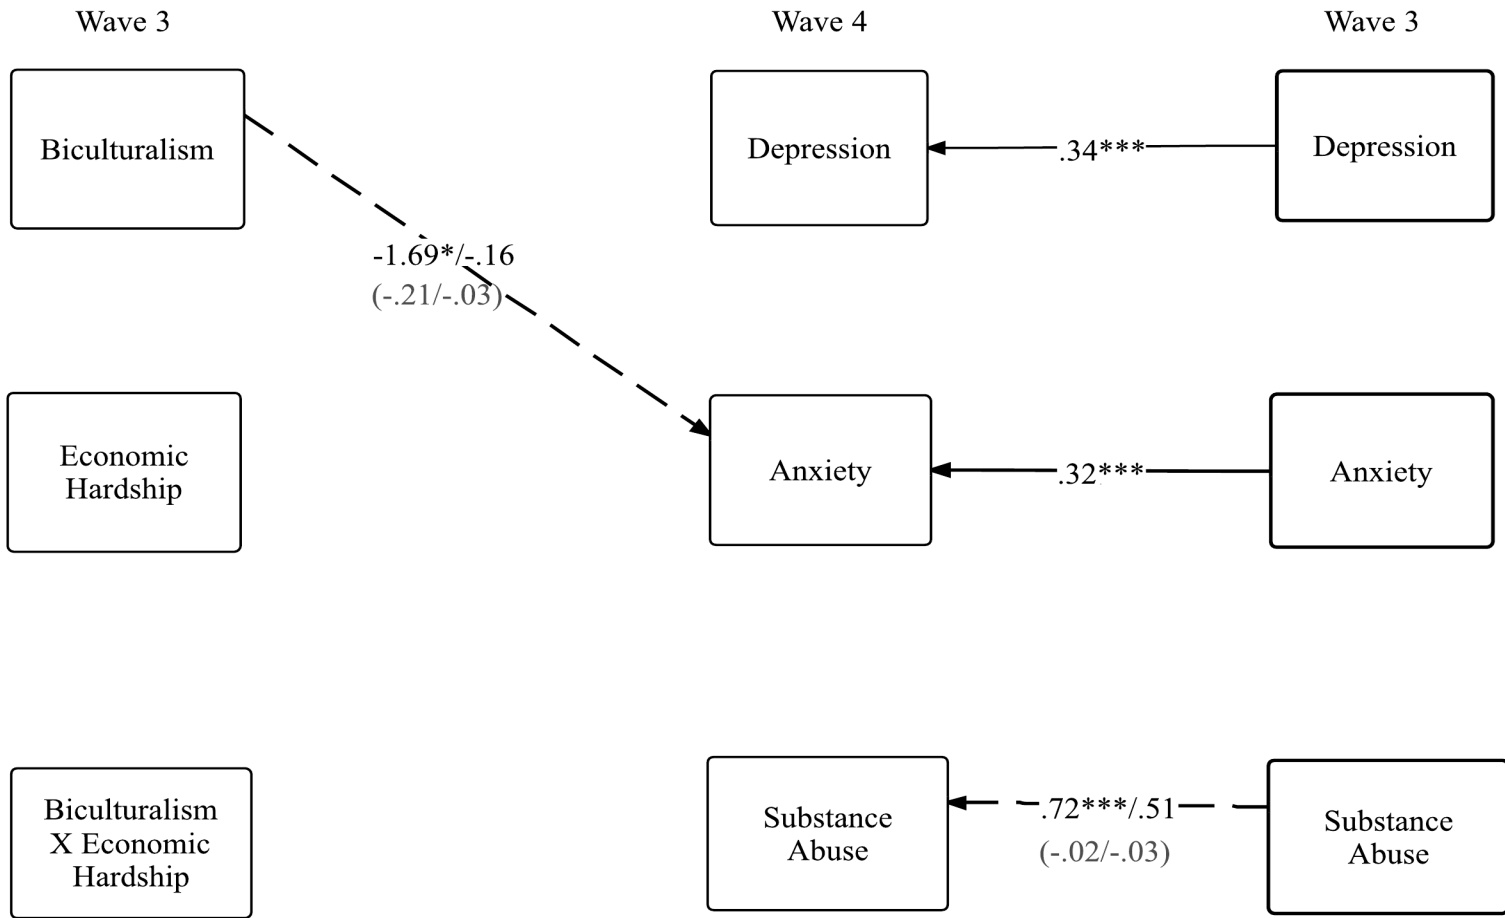 Wave 3
Wave 4
Wave 3
Biculturalism
Depression
.34***
Depression
-1.69*/-.16
(-.21/-.03)
Economic
Hardship
Anxiety
.32***
Anxiety
Biculturalism
X Economic
Hardship
Substance
Abuse
.72***/.51
(-.02/-.03)
Substance
Abuse